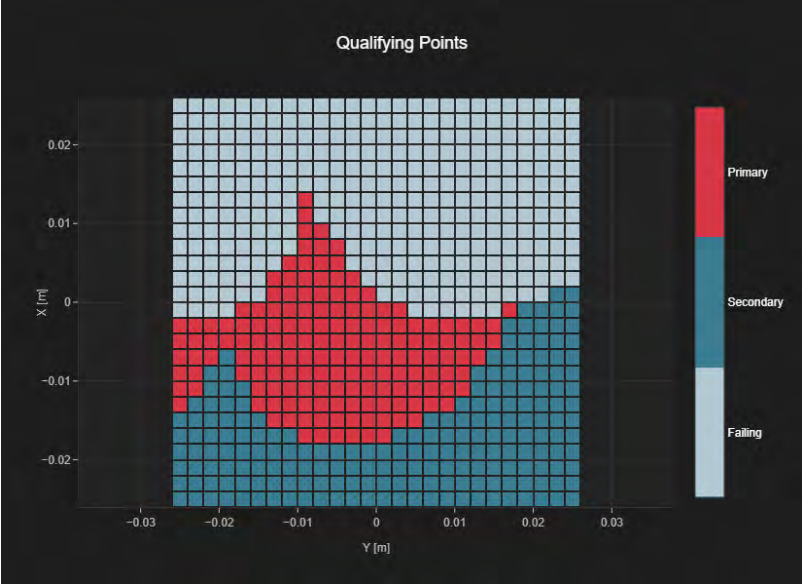 Qualifying Points
0.02
0.01
0
−0.01
−0.02
X [m]
−0.03
−0.02
−0.01
0
0.01
0.02
0.03
Y [m]
Primary
Secondary
Failing